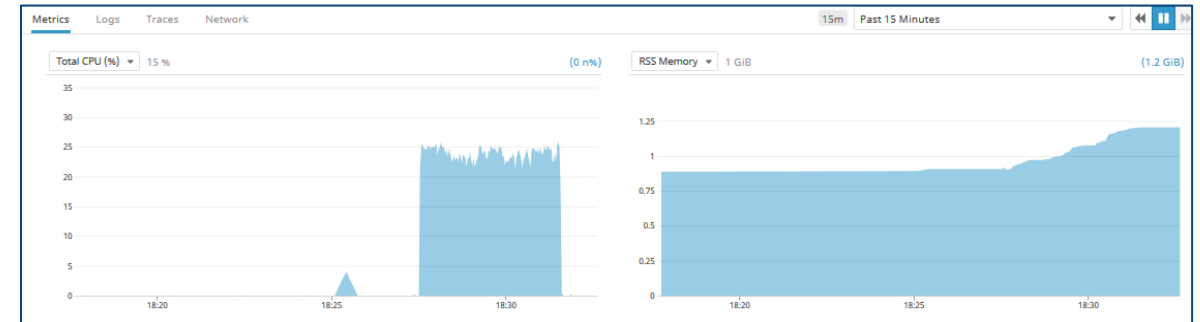 Metrics Logs Traces Network 15m Past 15 Minutes
Total CPU (%) 15 % (0 n%)
35
30
25
20
15
10
5
0
18:20 18:25 18:30
RSS Memory 1 GiB (1.2 GiB)
1.25
1
0.75
0.5
0.25
0
18:20 18:25 18:30